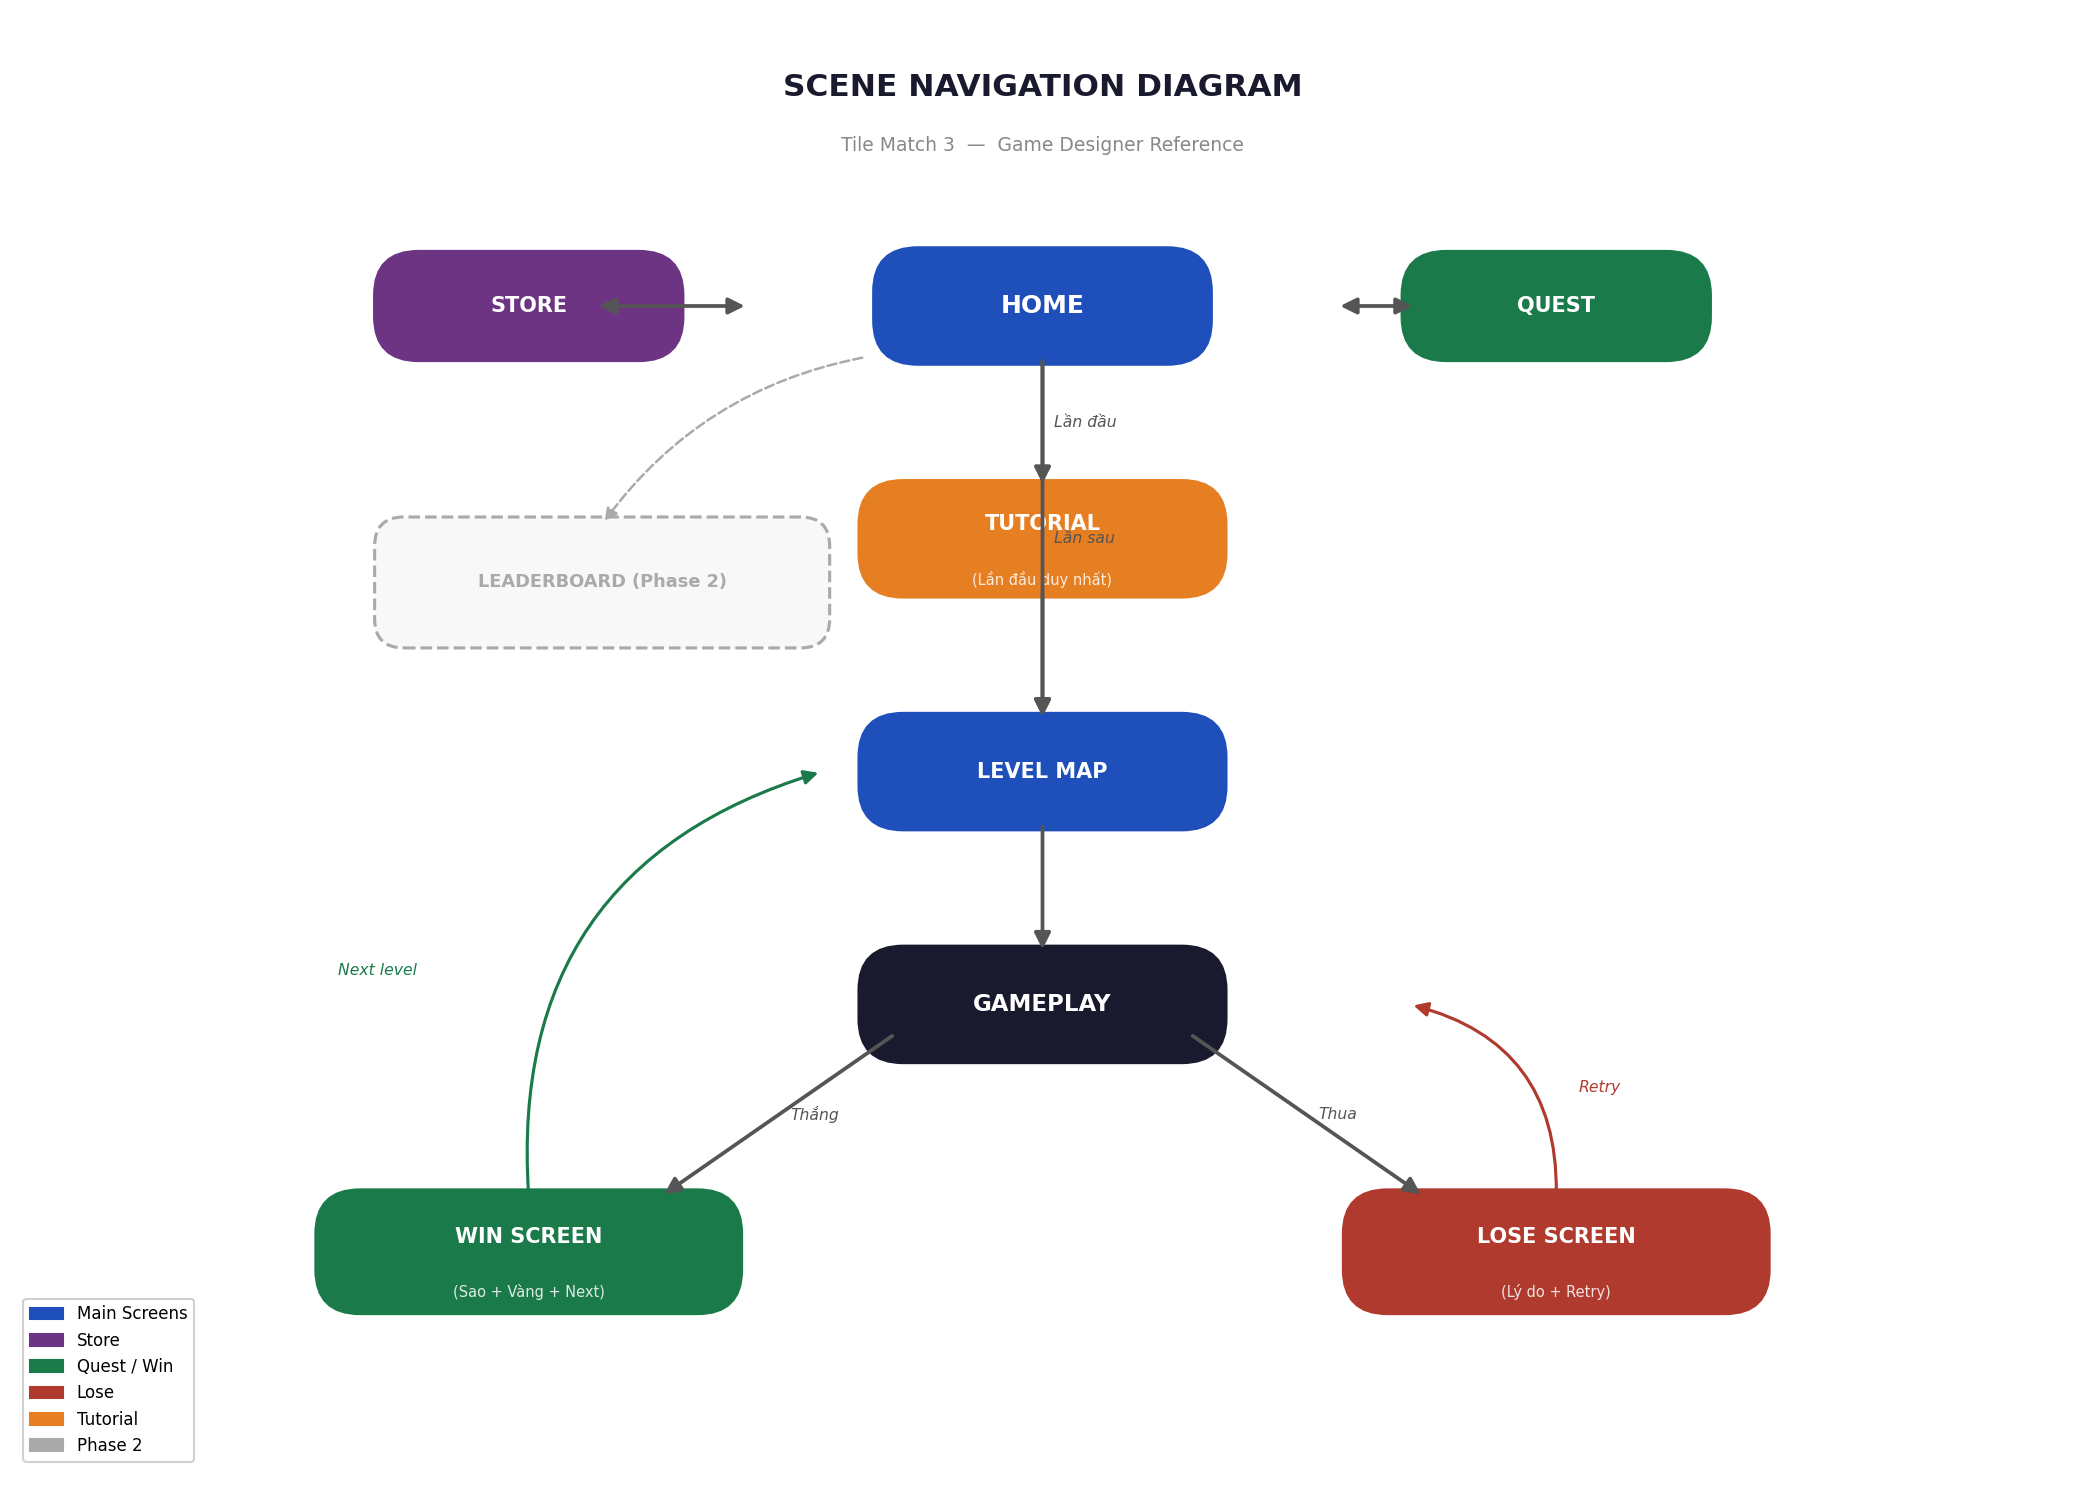 SCENE NAVIGATION DIAGRAM
Tile Match 3 — Game Designer Reference
STORE
HOME
QUEST
Lần đầu
TUTORIAL
Lần sau
(Lần đầu duy nhất)
LEADERBOARD (Phase 2)
LEVEL MAP
Next level
GAMEPLAY
Retry
Thắng
Thua
WIN SCREEN
(Sao + Vàng + Next)
LOSE SCREEN
(Lý do + Retry)
Main Screens
Store
Quest / Win
Lose
Tutorial
Phase 2